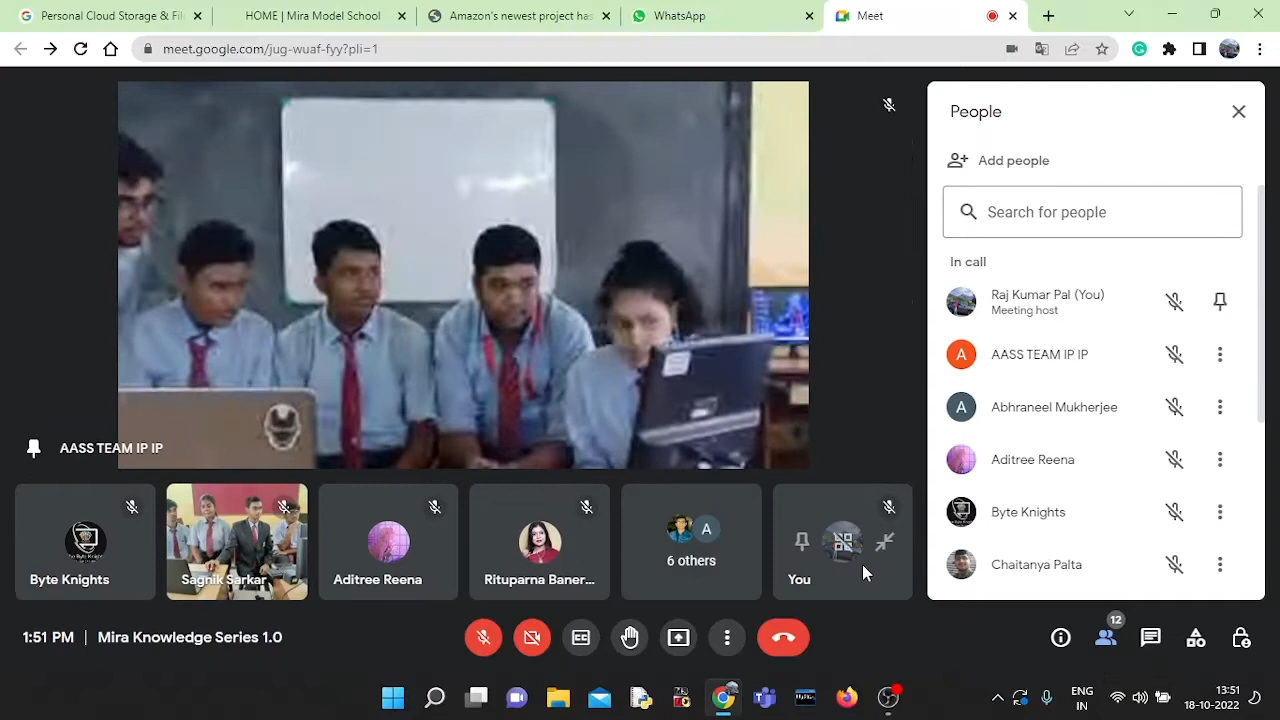 Personal Cloud Storage & Fil
HOME | Mira Model School
Amazon's newest project has
WhatsApp
Meet
meet.google.com/jug-wuaf-fyy?pli=1
People
Add people
Search for people
In call
Raj Kumar Pal (You)
Meeting host
A AASS TEAM IP IP
A Abhraneel Mukherjee
Aditree Reena
Byte Knights
Chaitanya Palta
AASS TEAM IP IP
Byte Knights
Sagnik Sarkar
Aditree Reena
Rituparna Baner...
A
6 others
You
1:51 PM | Mira Knowledge Series 1.0
12
ENG
IN
13:51
18-10-2022